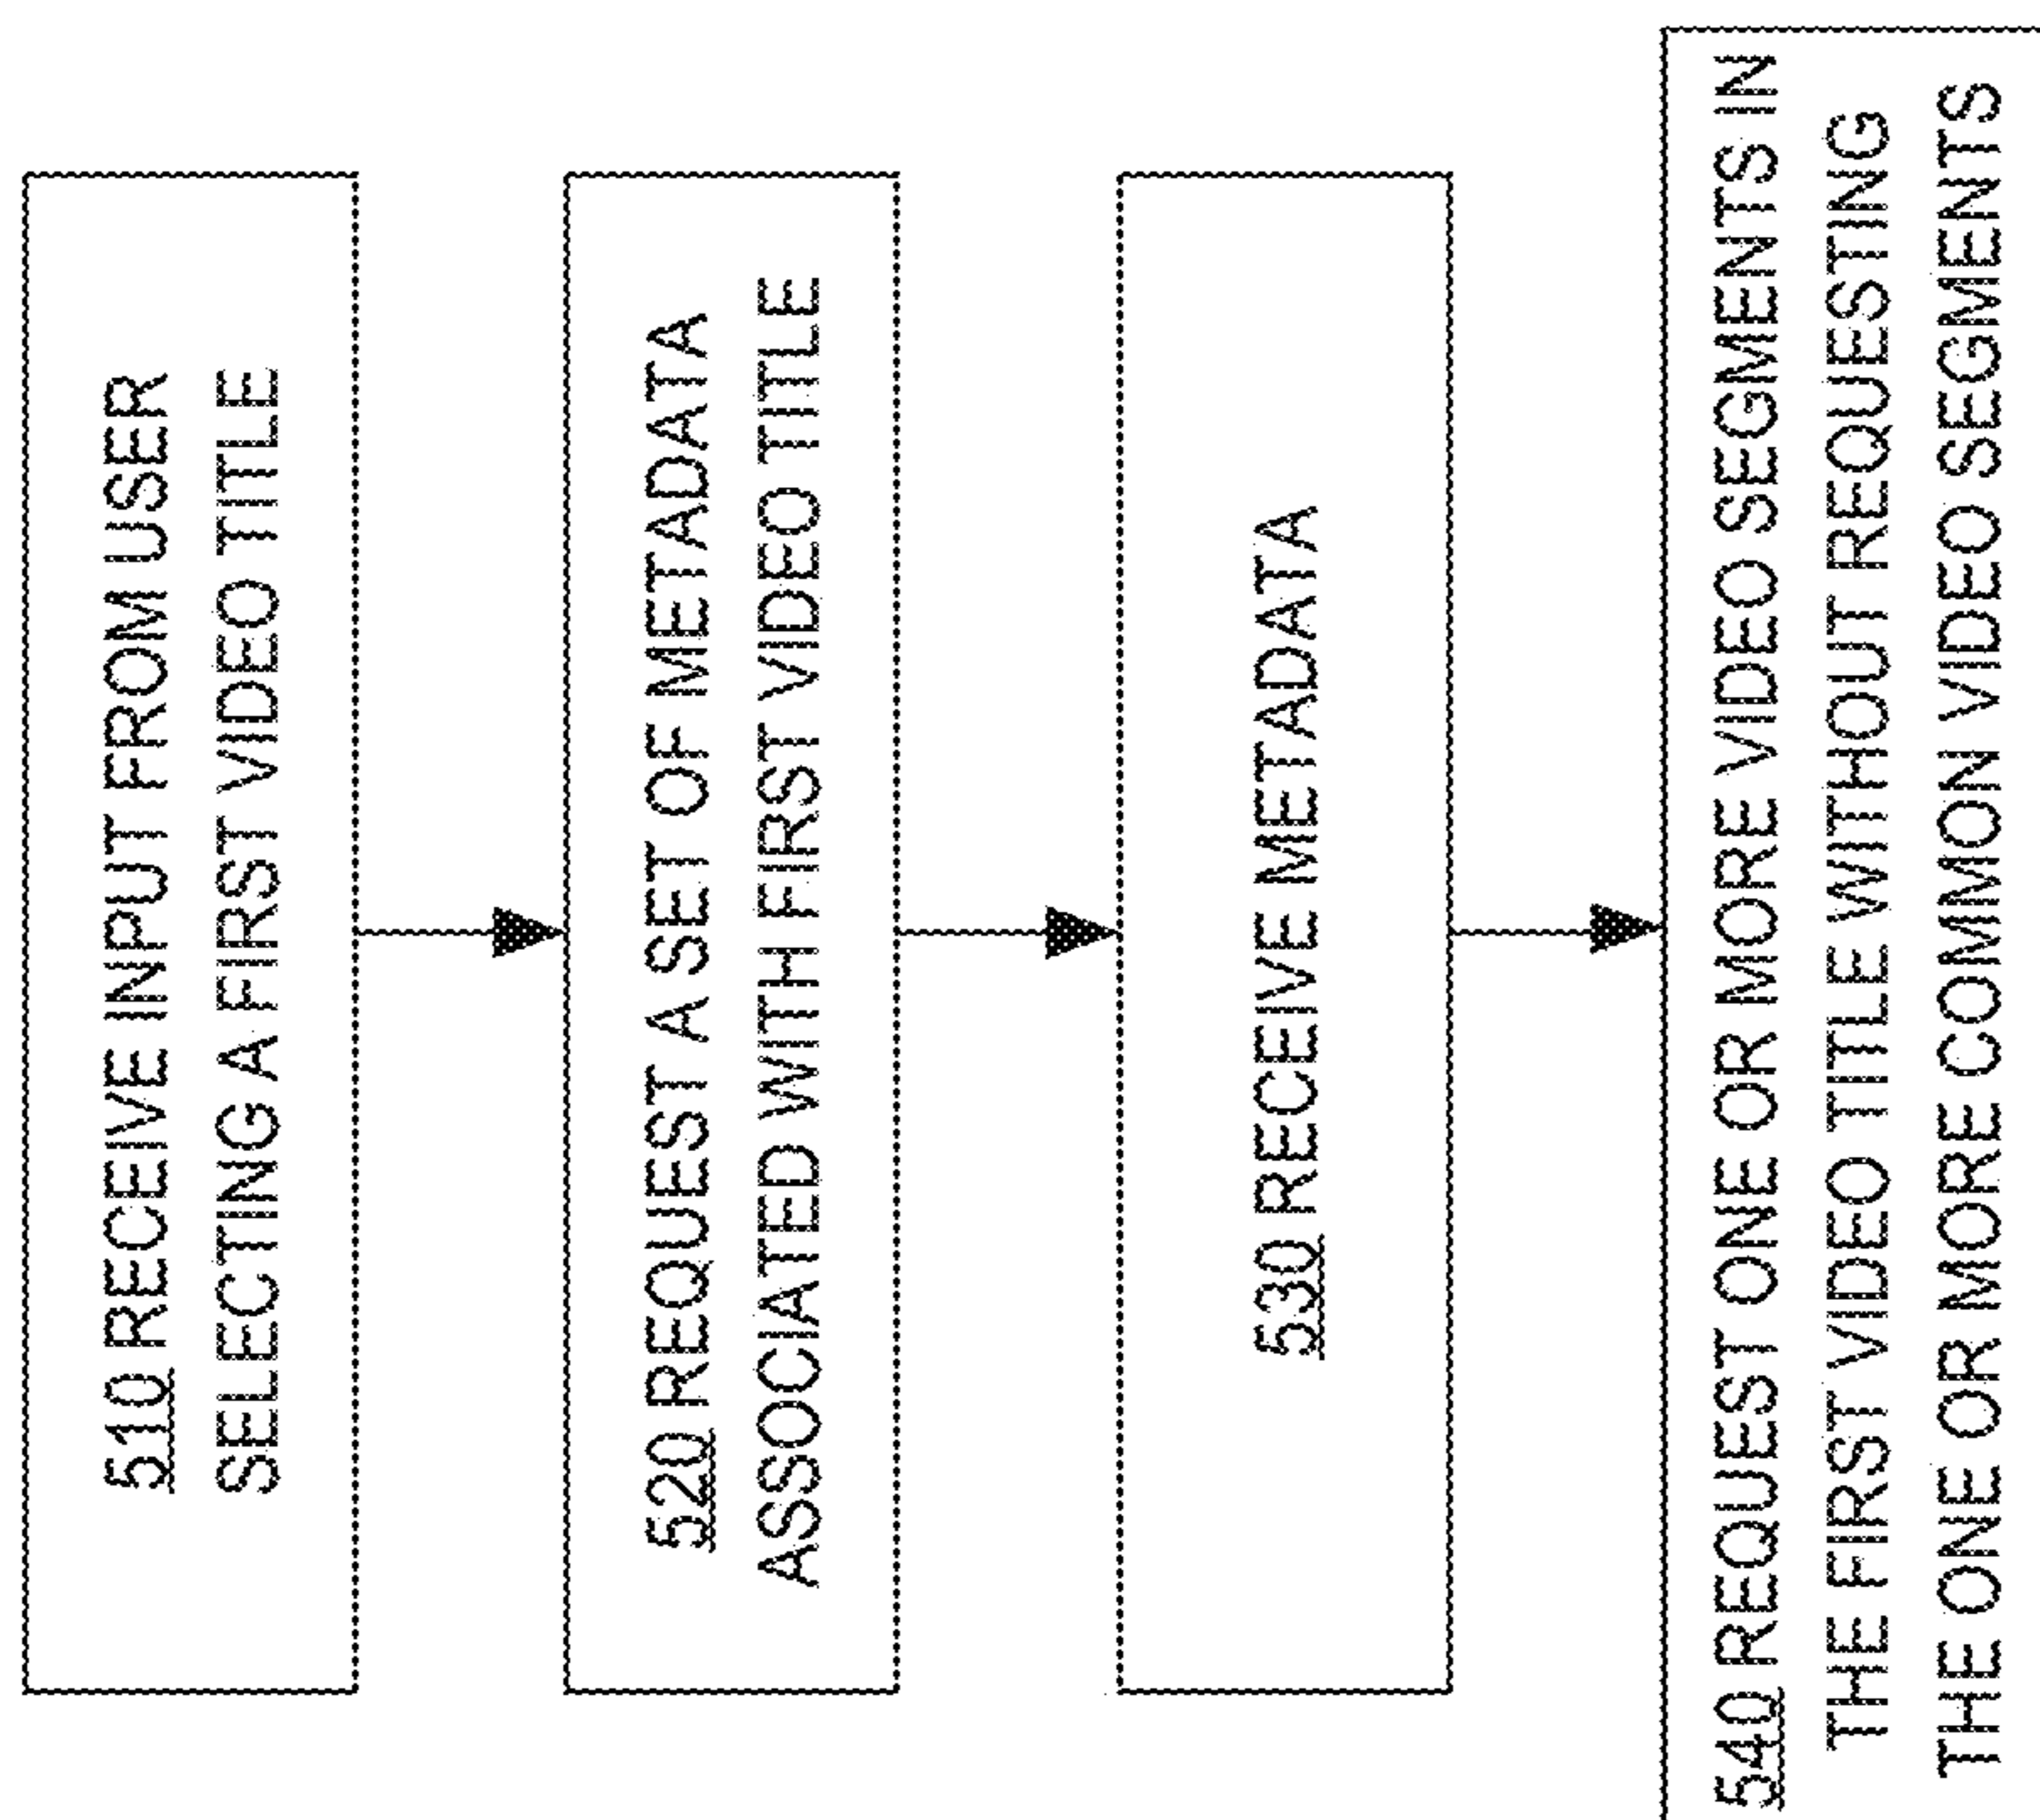 510 RECEIVE INPUT FROM USER
SELECTING A FIRST VIDEO TITLE
520 REQUEST A SET OF METADATA
ASSOCIATED WITH FIRST VIDEO TITLE
530 RECEIVE METADATA
540 REQUEST ONE OR MORE VIDEO SEGMENTS IN
THE FIRST VIDEO TITLE WITHOUT REQUESTING
THE ONE OR MORE COMMON VIDEO SEGMENTS